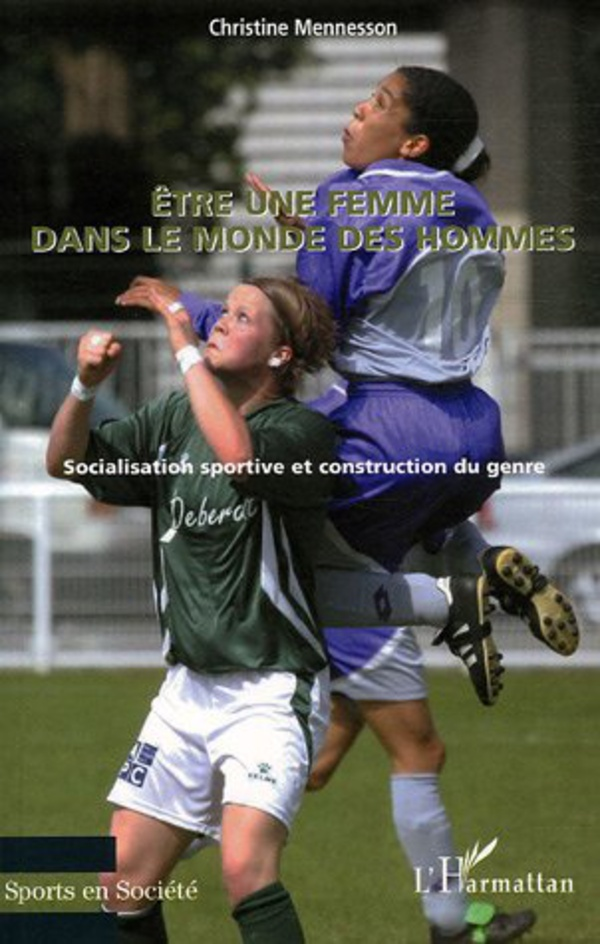 Christine Mennesson
ÊTRE UNE FEMME
DANS LE MONDE DES HOMMES
10
Socialisation sportive et construction du genre
KELME
Sports en Société
L'Harmattan